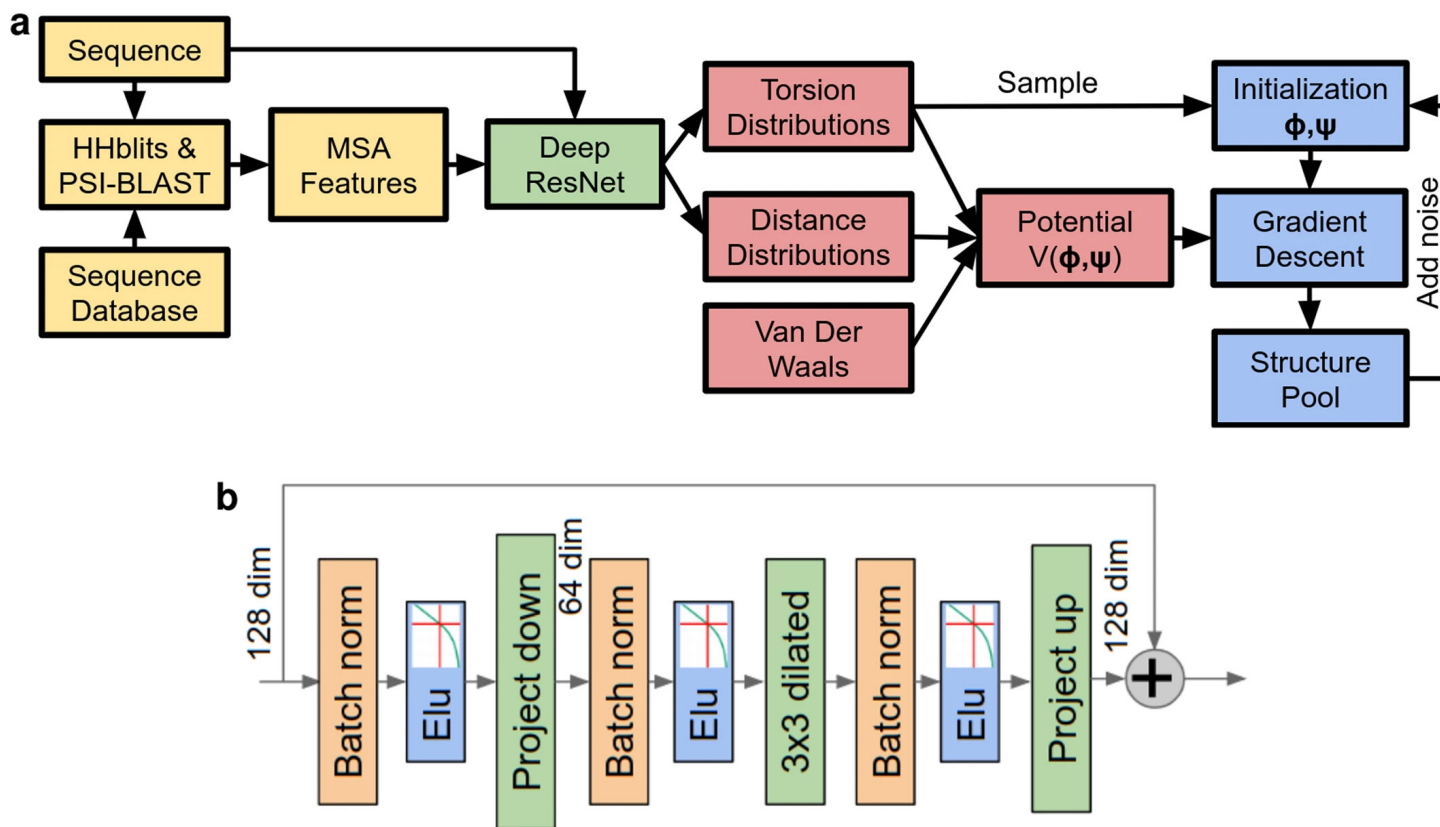 a
Sequence
HHblits &
PSI-BLAST
Sequence
Database
MSA
Features
Deep
ResNet
Torsion
Distributions
Distance
Distributions
Van Der
Waals
Sample
Potential
V(ϕ,ψ)
Initialization
ϕ,ψ
Gradient
Descent
Structure
Pool
Add noise
b
128 dim
Batch norm
Elu
Project down
64 dim
Batch norm
Elu
3x3 dilated
Batch norm
Elu
Project up
128 dim
+